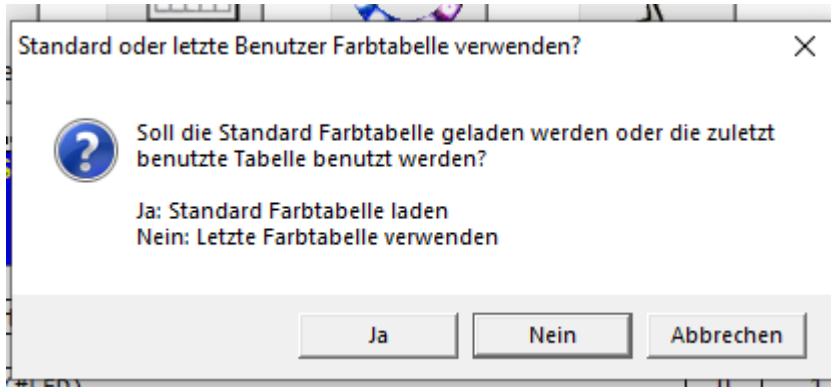 Standard oder letzte Benutzer Farbtabelle verwenden?
Soll die Standard Farbtabelle geladen werden oder die zuletzt
benutzte Tabelle benutzt werden?
Ja: Standard Farbtabelle laden
Nein: Letzte Farbtabelle verwenden
Ja
Nein
Abbrechen